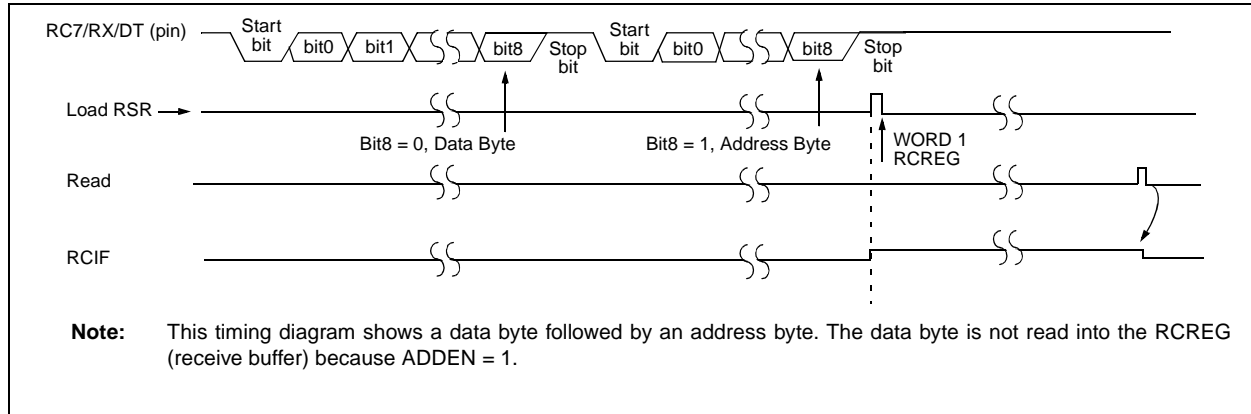 RC7/RX/DT (pin)
Start bit
bit0
bit1
bit8
Stop bit
Start bit
bit0
bit8
Stop bit
Load RSR
Bit8 = 0, Data Byte
Bit8 = 1, Address Byte
WORD 1
RCREG
Read
RCIF
Note: This timing diagram shows a data byte followed by an address byte. The data byte is not read into the RCREG
(receive buffer) because ADDEN = 1.